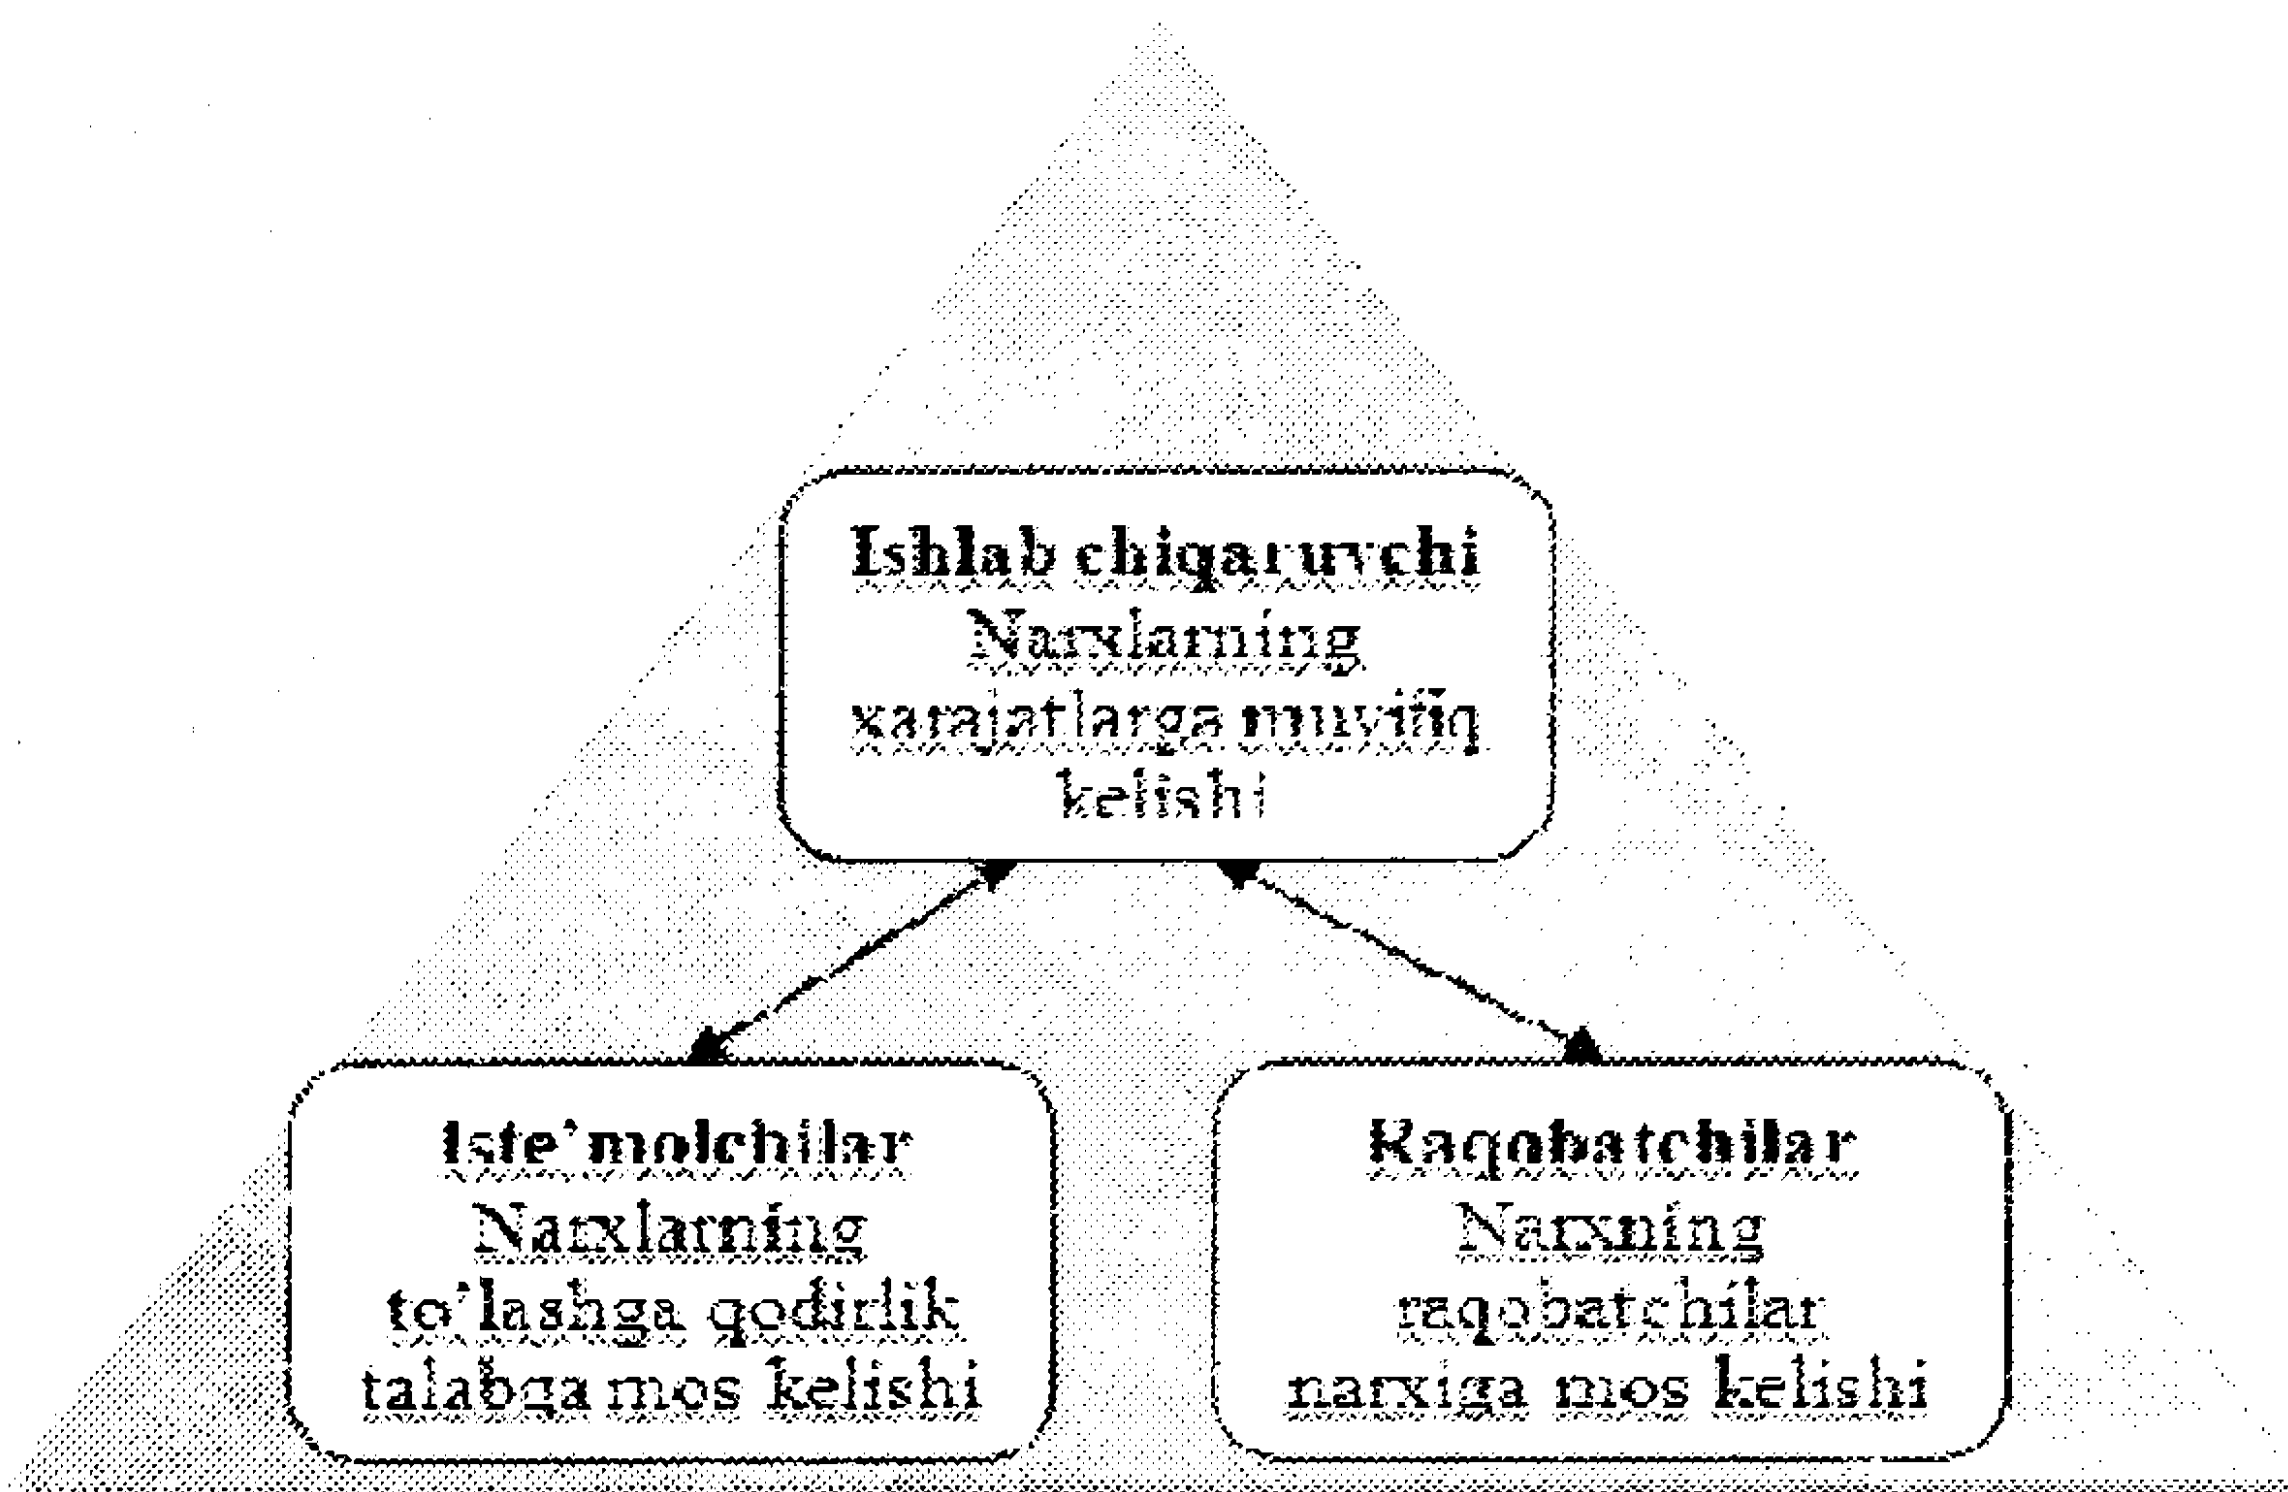 Ishlab chiqaruvchi
Narxlarning
xarajatlarga muvifiq
kelishi
Iste'molchilar
Narxlarning
to'lashga qodirlik
talabga mos kelishi
Raqobatchilar
Narxning
raqobatchilar
narxiga mos kelishi